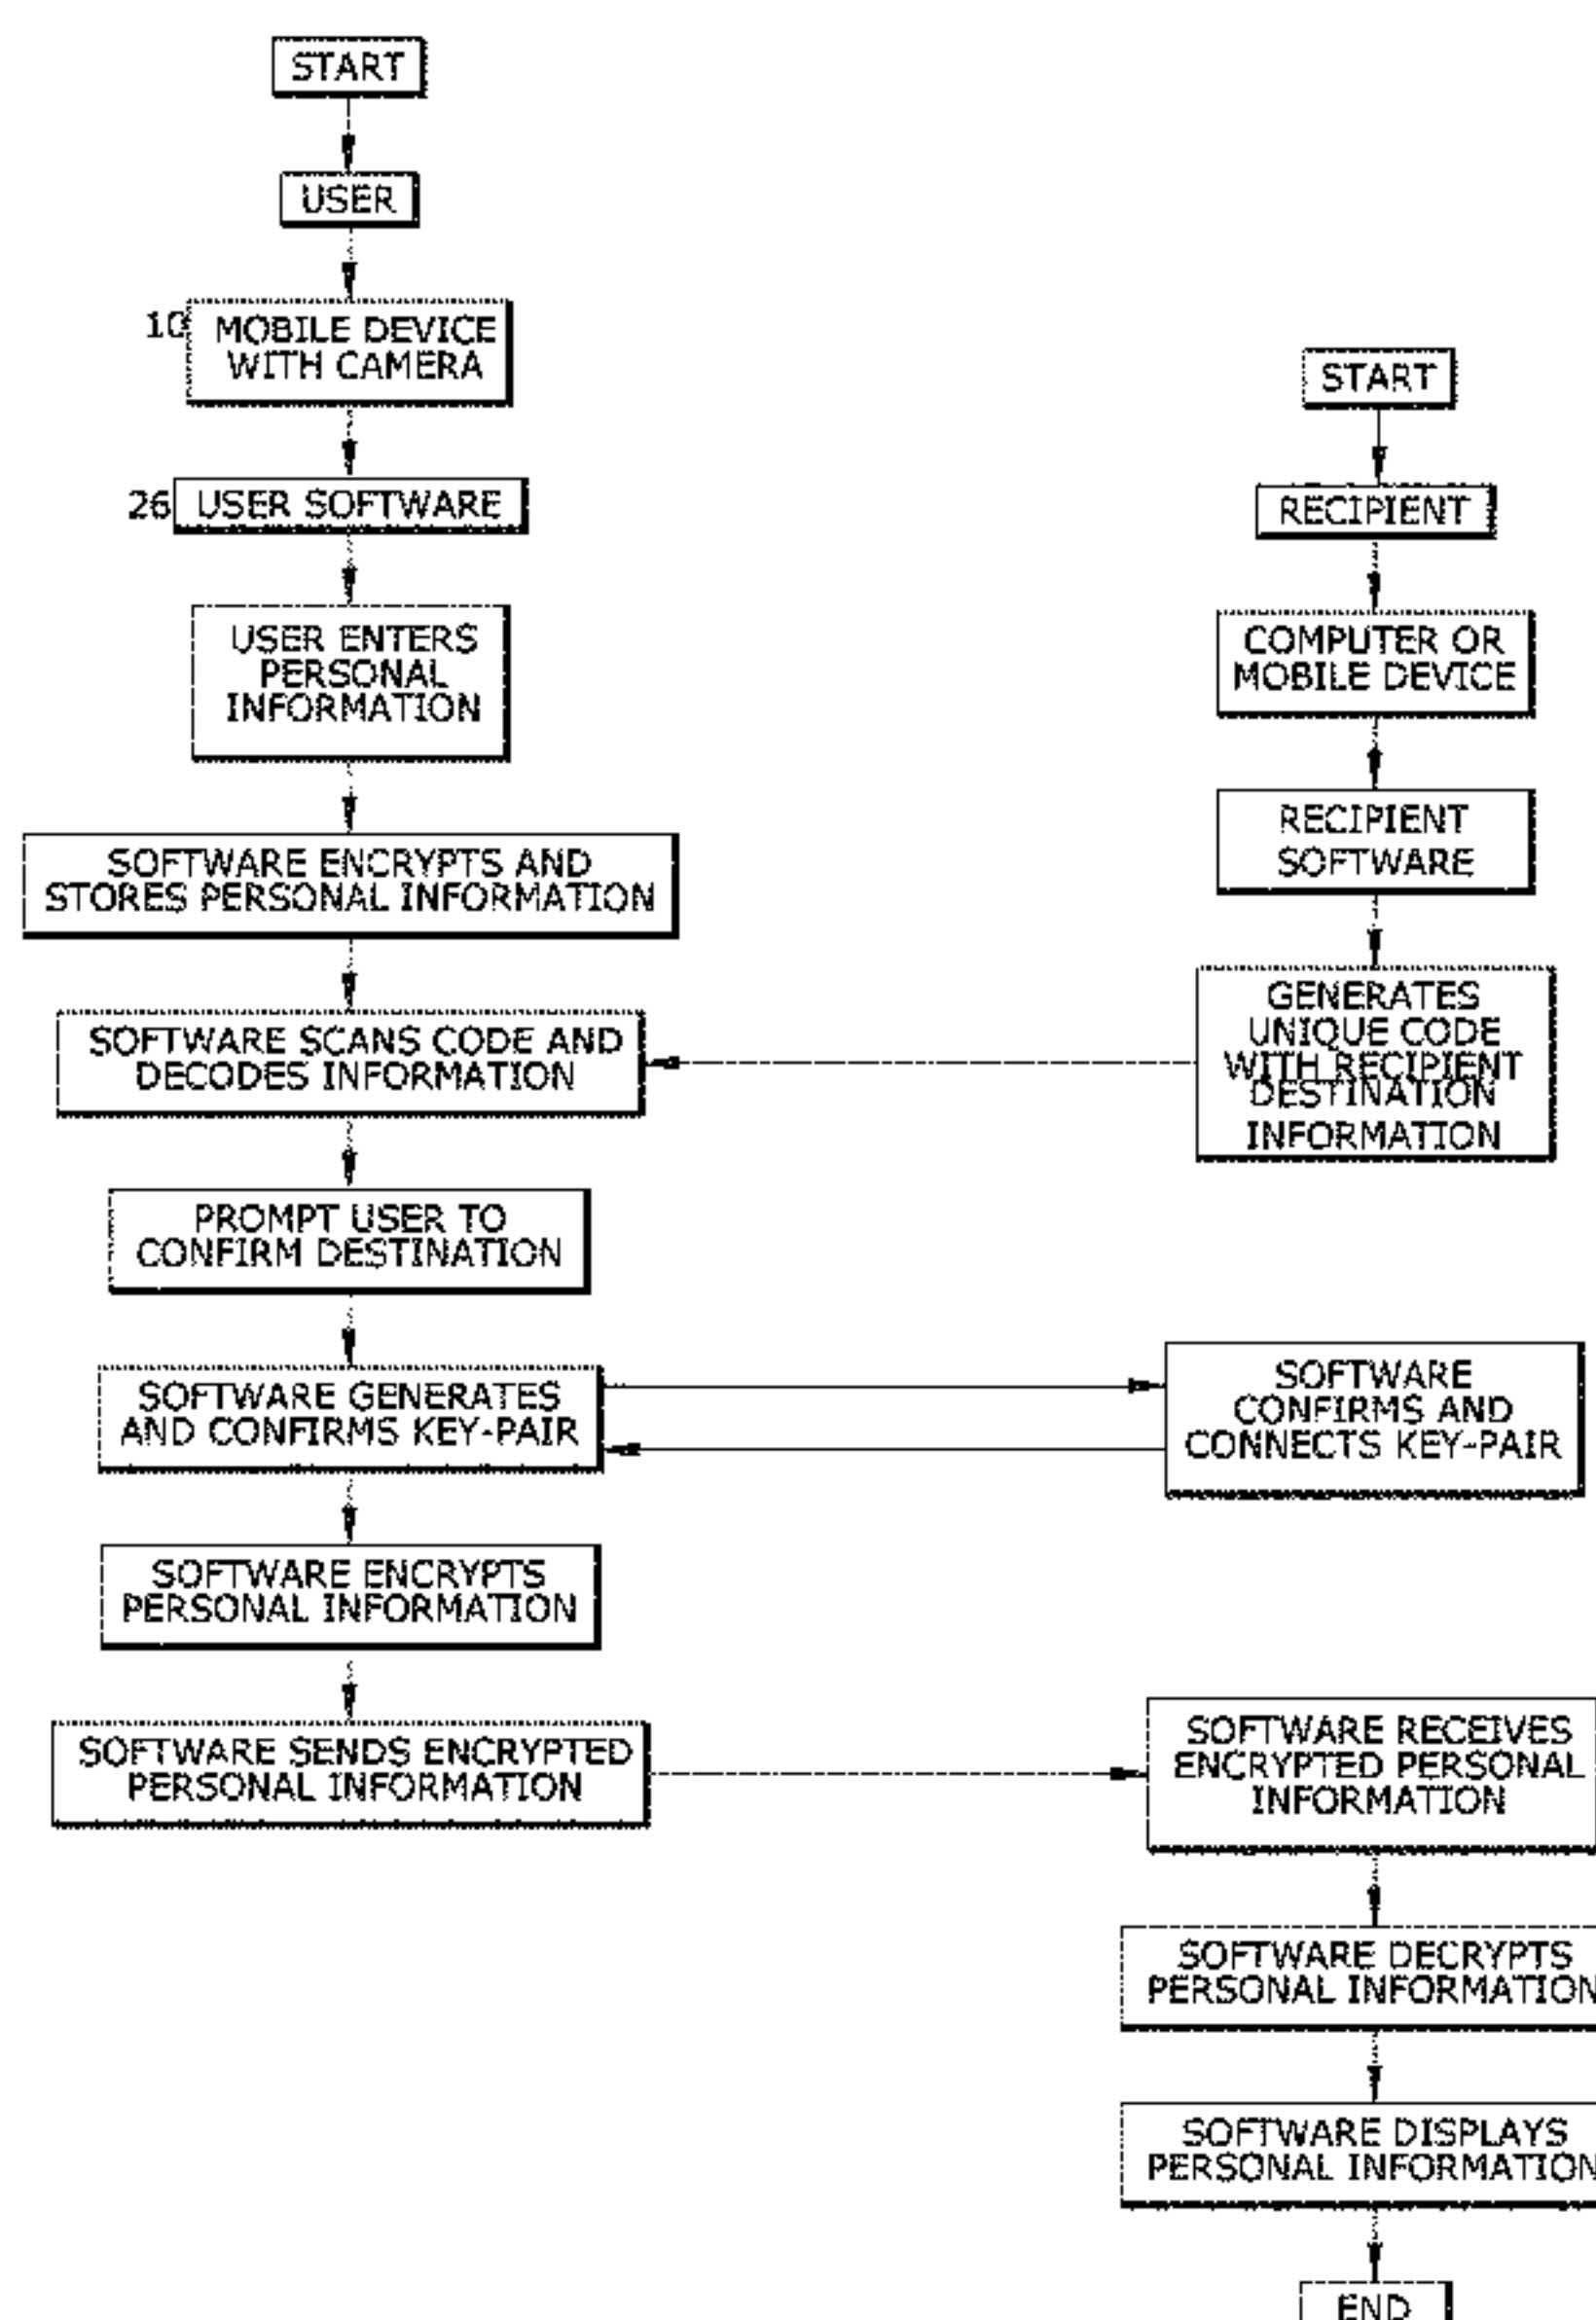 START
USER
10
MOBILE DEVICE
WITH CAMERA
26
USER SOFTWARE
USER ENTERS
PERSONAL
INFORMATION
SOFTWARE ENCRYPTS AND
STORES PERSONAL INFORMATION
SOFTWARE SCANS CODE AND
DECODES INFORMATION
PROMPT USER TO
CONFIRM DESTINATION
SOFTWARE GENERATES
AND CONFIRMS KEY-PAIR
SOFTWARE ENCRYPTS
PERSONAL INFORMATION
SOFTWARE SENDS ENCRYPTED
PERSONAL INFORMATION
START
RECIPIENT
COMPUTER OR
MOBILE DEVICE
RECIPIENT
SOFTWARE
GENERATES
UNIQUE CODE
WITH RECIPIENT
DESTINATION
INFORMATION
SOFTWARE
CONFIRMS AND
CONNECTS KEY-PAIR
SOFTWARE RECEIVES
ENCRYPTED PERSONAL
INFORMATION
SOFTWARE DECRYPTS
PERSONAL INFORMATION
SOFTWARE DISPLAYS
PERSONAL INFORMATION
END